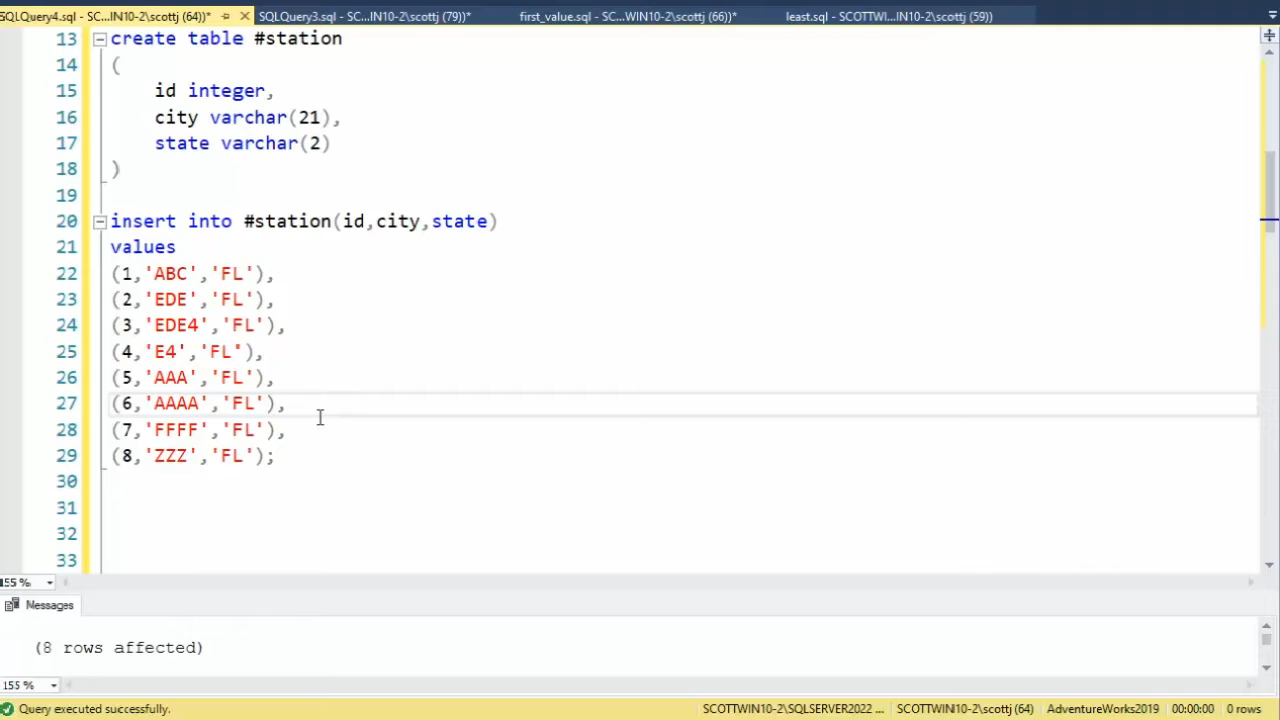 SQLQuery4.sql - SC...IN10-2\scottj (64))* SQLQuery3.sql - SC...IN10-2\scottj (79))* first_value.sql - SC...WIN10-2\scottj (66))* least.sql - SCOTTWI...IN10-2\scottj (59))
13 create table #station
14 (
15 id integer,
16 city varchar(21),
17 state varchar(2)
18 )
19
20 insert into #station(id,city,state)
21 values
22 (1,'ABC','FL'),
23 (2,'EDE','FL'),
24 (3,'EDE4','FL'),
25 (4,'E4','FL'),
26 (5,'AAA','FL'),
27 (6,'AAAA','FL'),
28 (7,'FFFF','FL'),
29 (8,'ZZZ','FL');
30
31
32
33
155 %
Messages
(8 rows affected)
155 %
Query executed successfully. SCOTTWIN10-2\SQLSERVER2022 ... SCOTTWIN10-2\scottj (64) AdventureWorks2019 00:00:00 0 rows